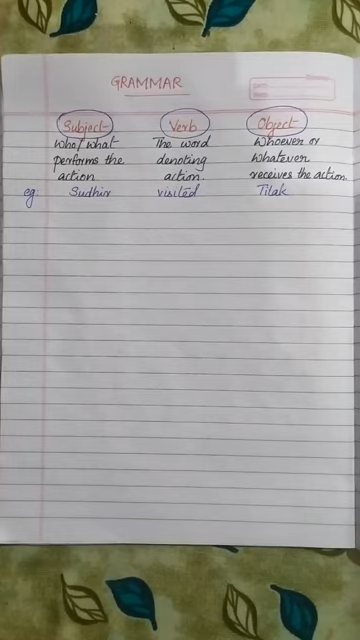 GRAMMAR
Subject Verb Object
Who/what The word Whoever or
performs the denoting whatever
action action. receives the action.
eg: Sudhir visited Tilak